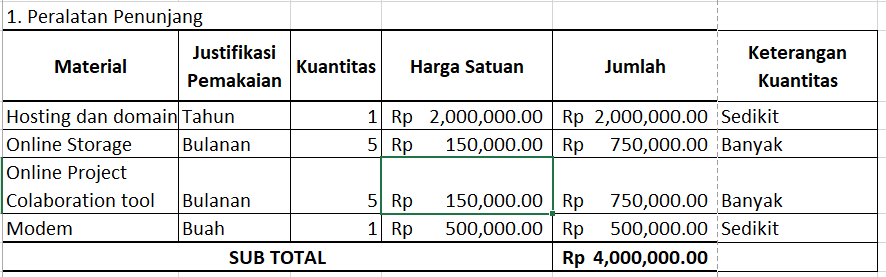 1. Peralatan Penunjang
Material Justifikasi Pemakaian Kuantitas Harga Satuan Jumlah Keterangan Kuantitas
Hosting dan domain Tahun 1 Rp 2,000,000.00 Rp 2,000,000.00 Sedikit
Online Storage Bulanan 5 Rp 150,000.00 Rp 750,000.00 Banyak
Online Project
Colaboration tool Bulanan 5 Rp 150,000.00 Rp 750,000.00 Banyak
Modem Buah 1 Rp 500,000.00 Rp 500,000.00 Sedikit
SUB TOTAL Rp 4,000,000.00